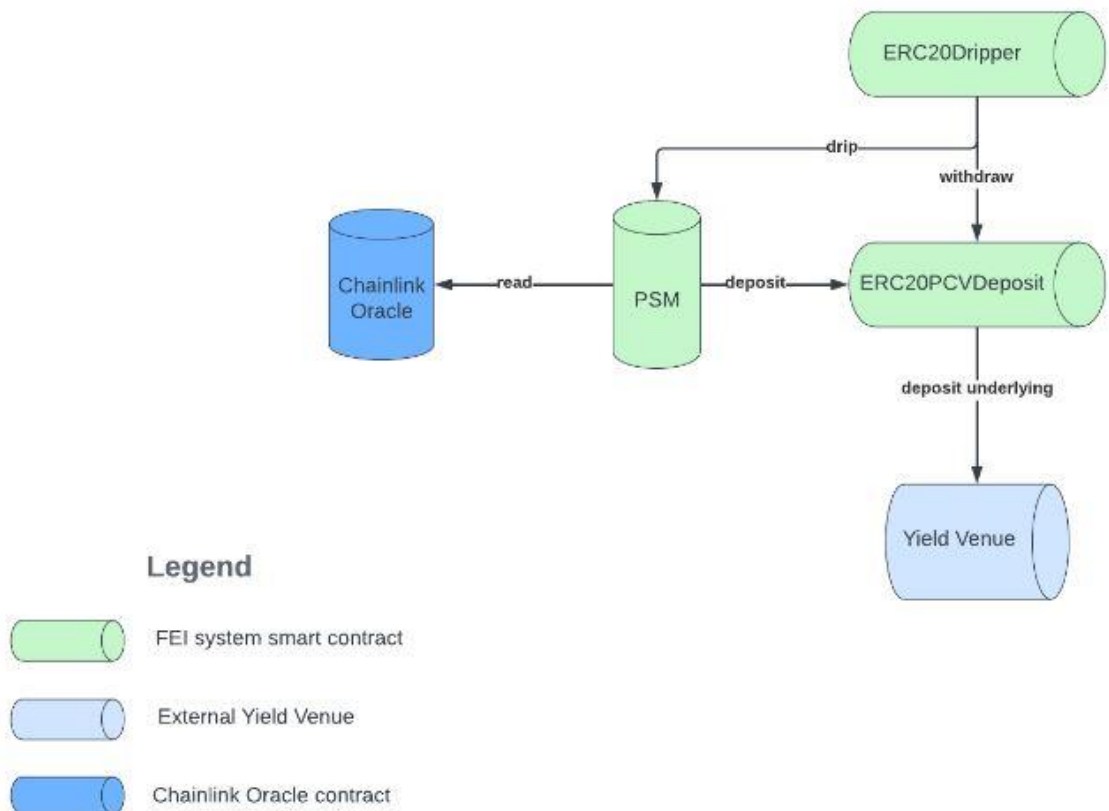 ERC20Dripper
drip
withdraw
Chainlink
Oracle
read
PSM
deposit
ERC20PCVDeposit
deposit underlying
Yield Venue
Legend
FEI system smart contract
External Yield Venue
Chainlink Oracle contract